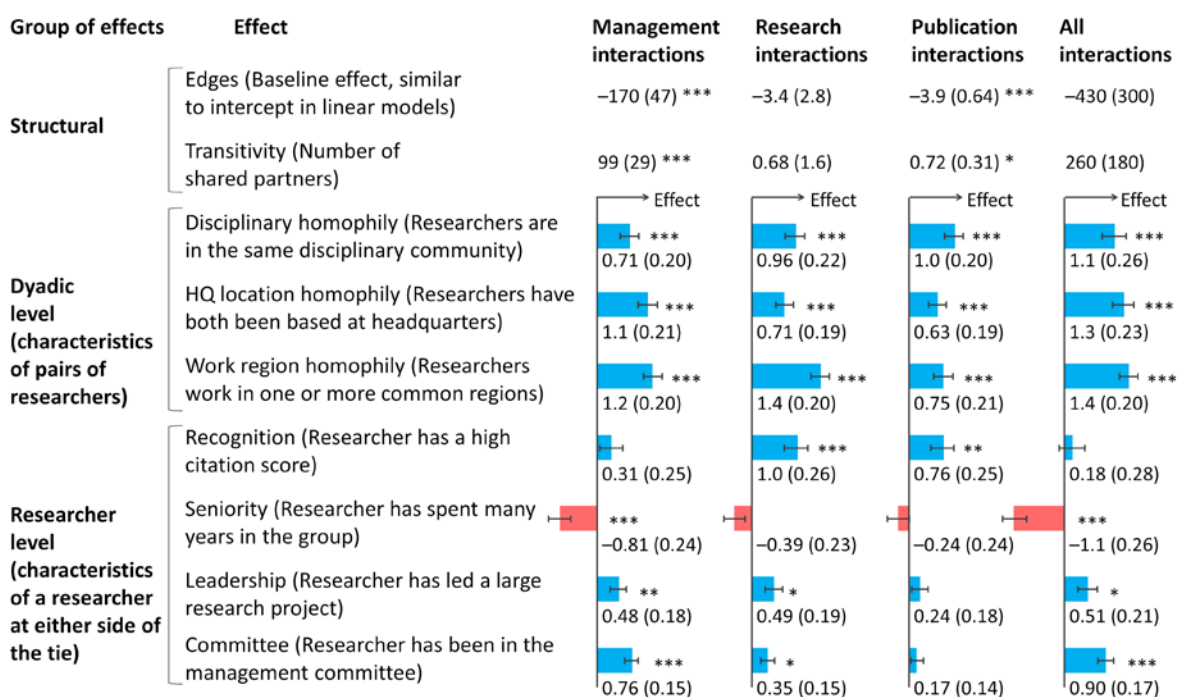 Group of effects Effect Management interactions Research interactions Publication interactions All interactions
Structural
Edges (Baseline effect, similar
to intercept in linear models)
−170 (47) *** −3.4 (2.8) −3.9 (0.64) *** −430 (300)
Transitivity (Number of
shared partners)
99 (29) *** 0.68 (1.6) 0.72 (0.31) * 260 (180)
Effect Effect Effect Effect
Dyadic
level
(characteristics
of pairs of
researchers)
Disciplinary homophily (Researchers are
in the same disciplinary community)
*** *** *** ***
0.71 (0.20) 0.96 (0.22) 1.0 (0.20) 1.1 (0.26)
HQ location homophily (Researchers have
both been based at headquarters)
*** *** *** ***
1.1 (0.21) 0.71 (0.19) 0.63 (0.19) 1.3 (0.23)
Work region homophily (Researchers
work in one or more common regions)
*** *** *** ***
1.2 (0.20) 1.4 (0.20) 0.75 (0.21) 1.4 (0.20)
Researcher
level
(characteristics
of a researcher
at either side of
the tie)
Recognition (Researcher has a high
citation score)
*** **
0.31 (0.25) 1.0 (0.26) 0.76 (0.25) 0.18 (0.28)
Seniority (Researcher has spent many
years in the group)
*** ***
−0.81 (0.24) −0.39 (0.23) −0.24 (0.24) −1.1 (0.26)
Leadership (Researcher has led a large
research project)
** * *
0.48 (0.18) 0.49 (0.19) 0.24 (0.18) 0.51 (0.21)
Committee (Researcher has been in the
management committee)
*** * ***
0.76 (0.15) 0.35 (0.15) 0.17 (0.14) 0.90 (0.17)